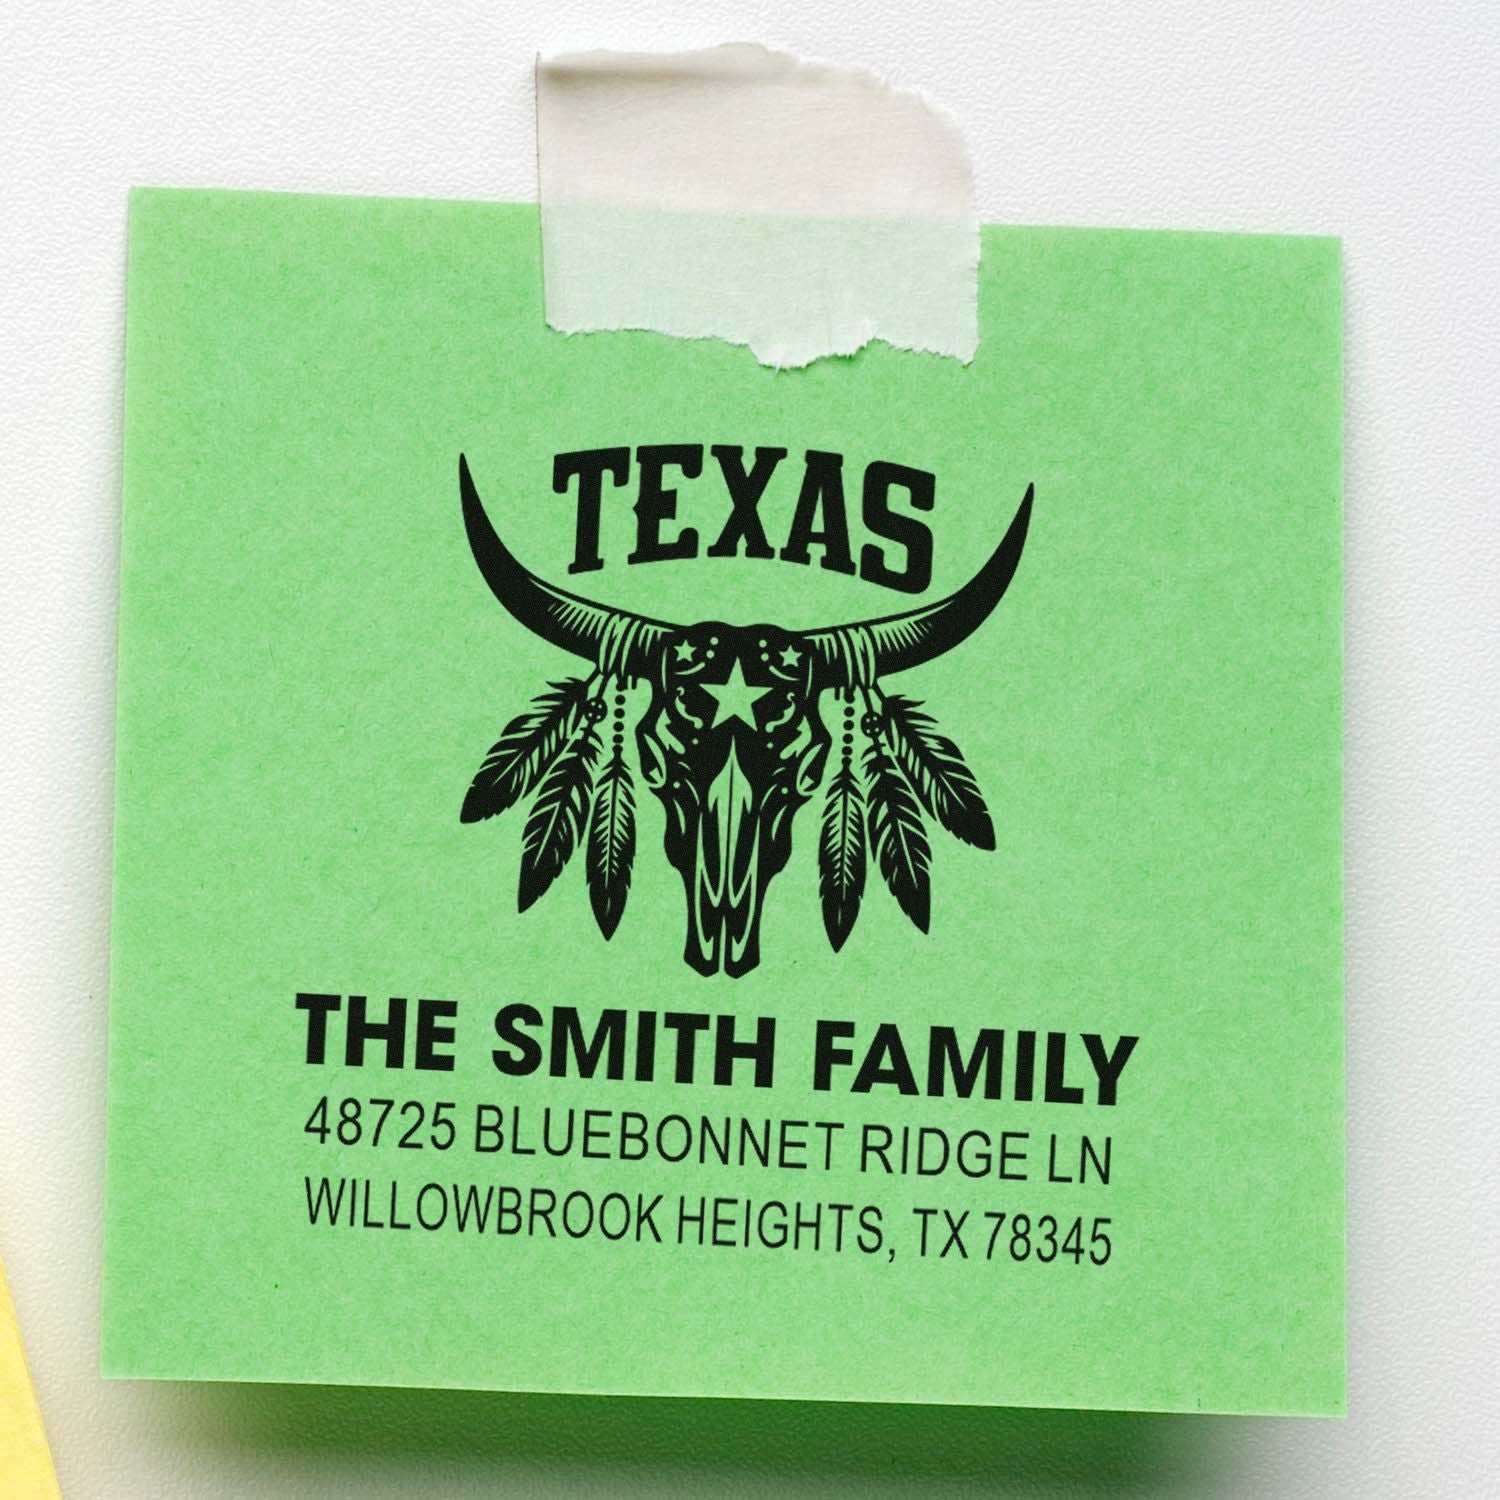 TEXAS
THE SMITH FAMILY
48725 BLUEBONNET RIDGE LN
WILLOWBROOK HEIGHTS, TX 78345